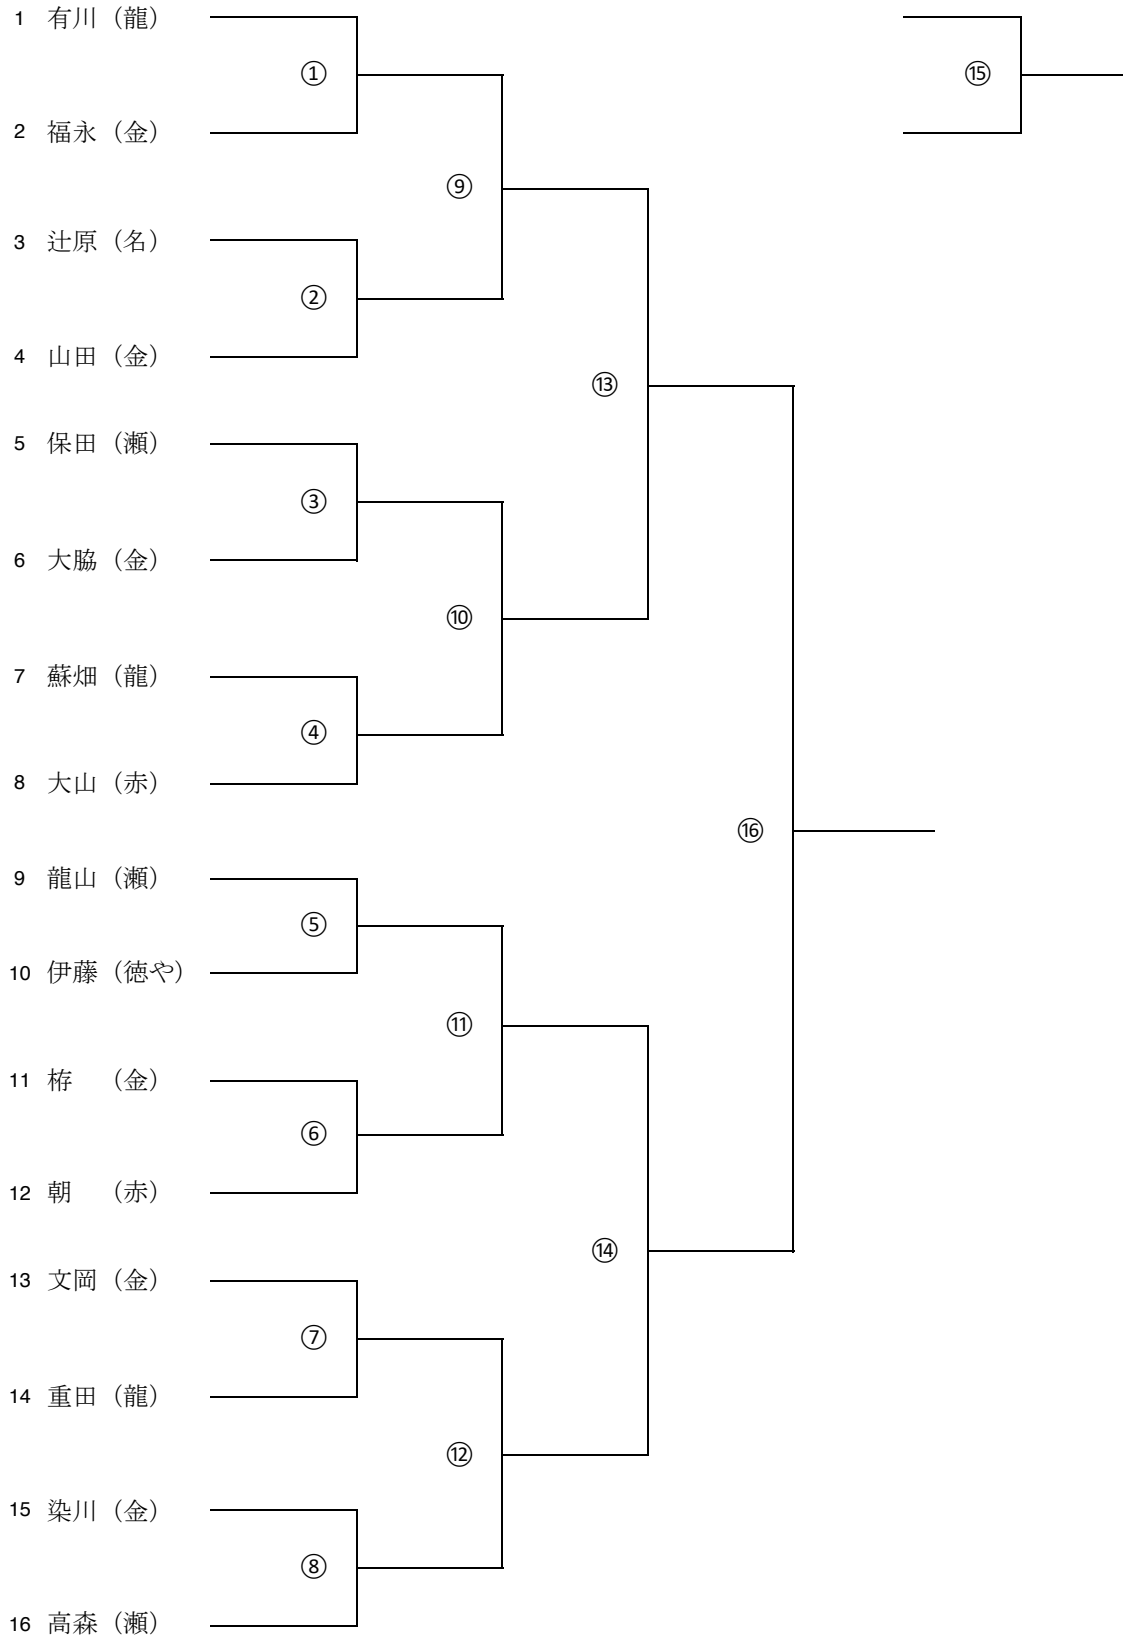 1 有川（龍）
①
⑮
2 福永（金）
⑨
3 辻原（名）
②
4 山田（金）
⑬
5 保田（瀬）
③
6 大脇（金）
⑩
7 蘇畑（龍）
④
8 大山（赤）
⑯
9 龍山（瀬）
⑤
10 伊藤（徳や）
⑪
11 栫　（金）
⑥
12 朝　（赤）
⑭
13 文岡（金）
⑦
14 重田（龍）
⑫
15 染川（金）
⑧
16 高森（瀬）